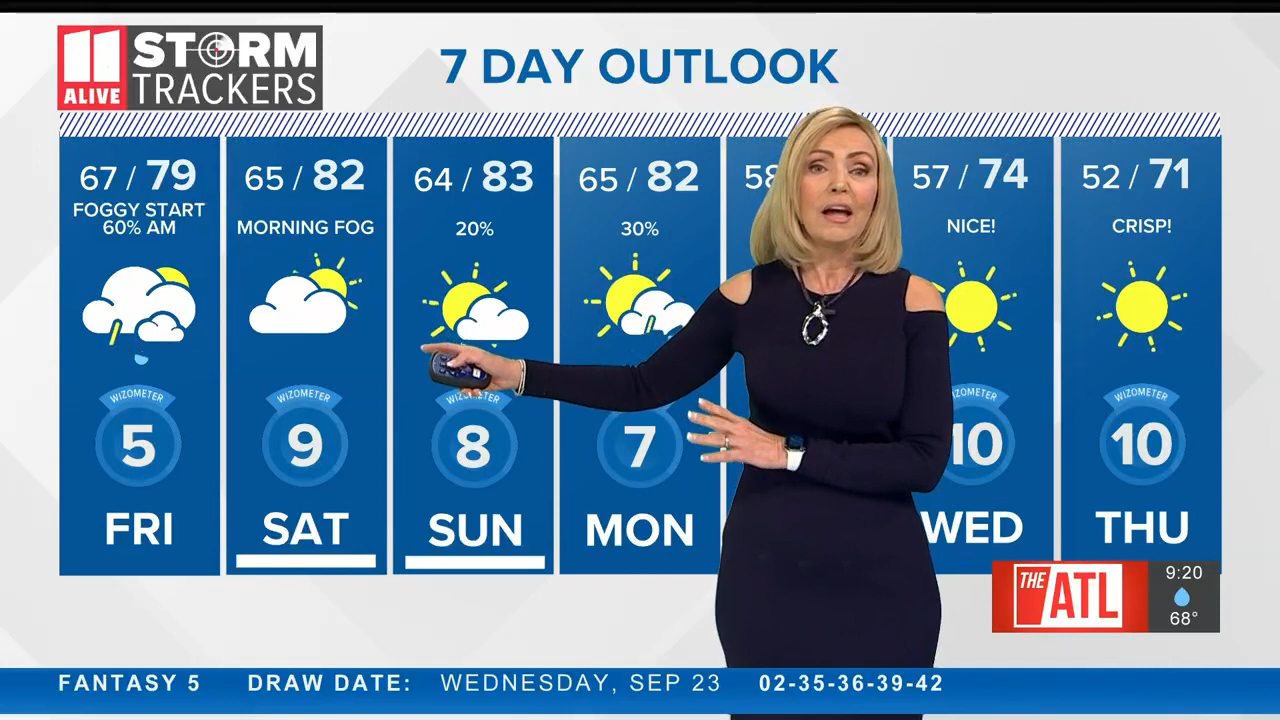 11
ALIVE
STORM
TRACKERS
7 DAY OUTLOOK
67 / 79
FOGGY START
60% AM
WIZOMETER
5
FRI
65 / 82
MORNING FOG
WIZOMETER
9
SAT
64 / 83
20%
WIZOMETER
8
SUN
65 / 82
30%
7
MON
58
57 / 74
NICE!
WIZOMETER
10
WED
52 / 71
CRISP!
WIZOMETER
10
THU
THE
ATL
9:20
68°
FANTASY 5 DRAW DATE: WEDNESDAY, SEP 23 02-35-36-39-42